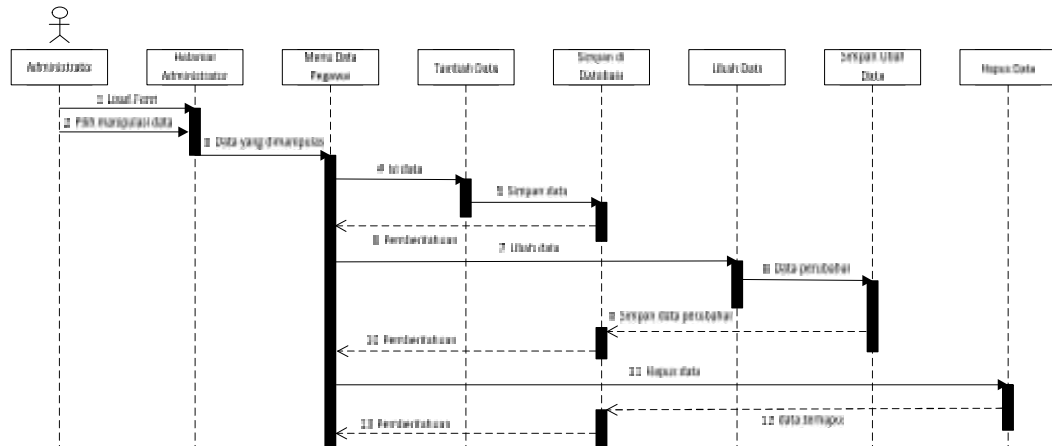 Administrator
Halaman
Administrator
Menu Data
Pegawai
Tambah Data
Simpan di
Database
Ubah Data
Simpan Ubah
Data
Hapus Data
1 Load Form
2 Pilih manipulasi data
3 Data yang dimanipulasi
4 Isi data
5 Simpan data
6 Pemberitahuan
7 Ubah data
8 Data perubahan
9 Simpan data perubahan
10 Pemberitahuan
11 Hapus data
12 data terhapus
13 Pemberitahuan